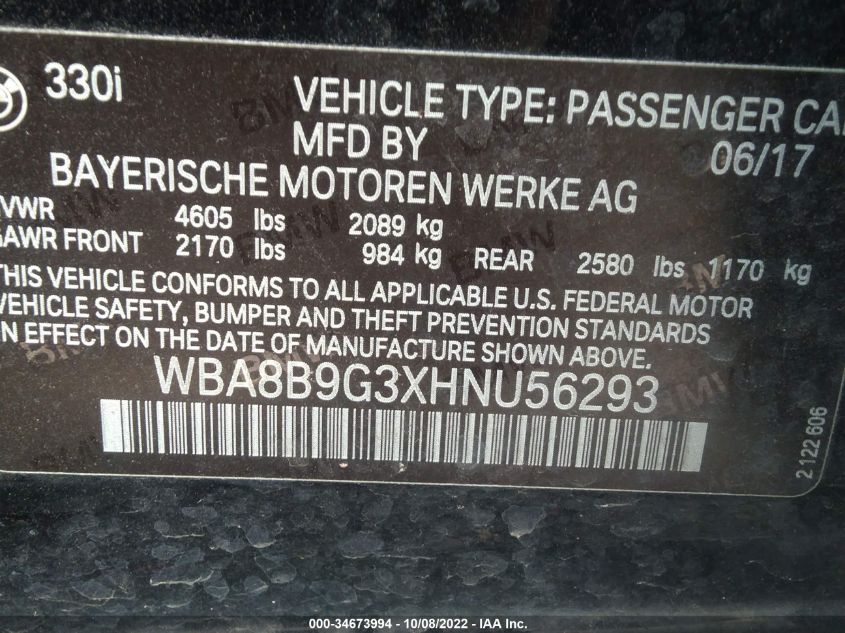 330i
VEHICLE TYPE: PASSENGER CA
MFD BY 06/17
BAYERISCHE MOTOREN WERKE AG
VWR 4605 lbs 2089 kg
AWR FRONT 2170 lbs 984 kg REAR 2580 lbs 1170 kg
THIS VEHICLE CONFORMS TO ALL APPLICABLE U.S. FEDERAL MOTOR
VEHICLE SAFETY, BUMPER AND THEFT PREVENTION STANDARDS
N EFFECT ON THE DATE OF MANUFACTURE SHOWN ABOVE.
WBA8B9G3XHNU56293
2122606
000-34673994 - 10/08/2022 - IAA Inc.